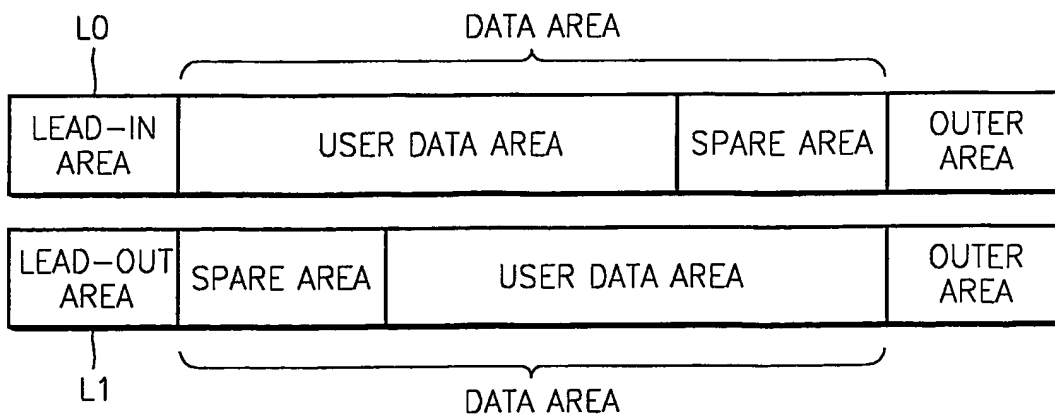 L0
DATA AREA
LEAD-IN
AREA
USER DATA AREA
SPARE AREA
OUTER
AREA
LEAD-OUT
AREA
SPARE AREA
USER DATA AREA
OUTER
AREA
L1
DATA AREA